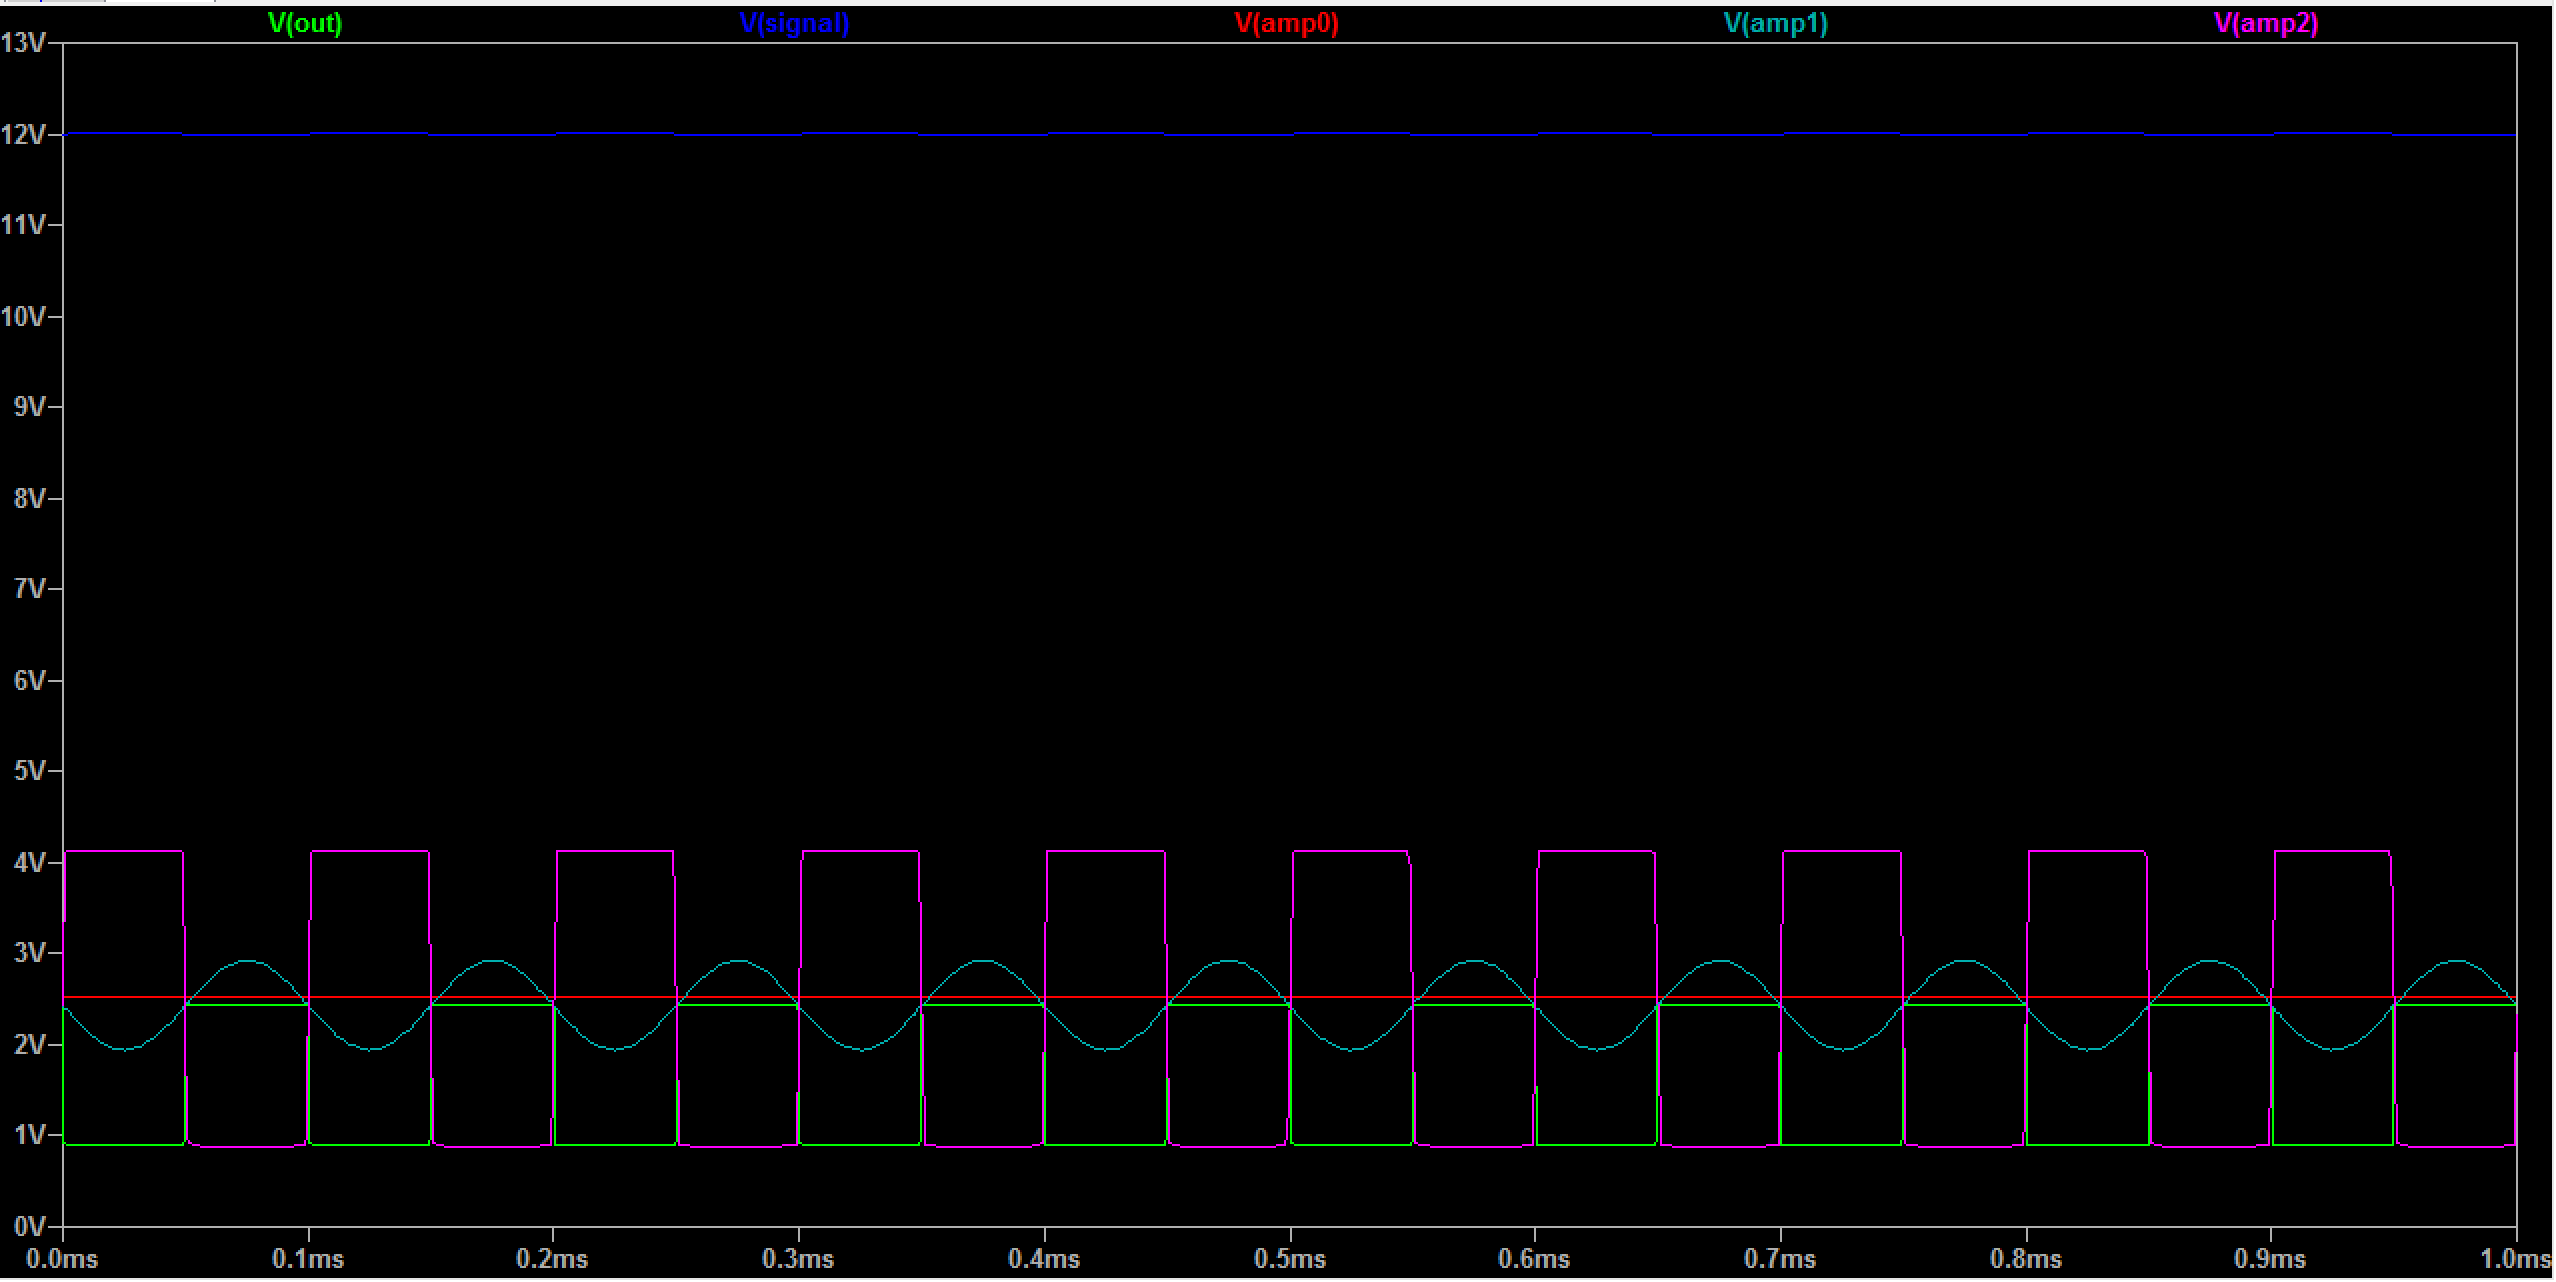 V(out) V(signal) V(amp0) V(amp1) V(amp2)
13V
12V
11V
10V
9V
8V
7V
6V
5V
4V
3V
2V
1V
0V
0.0ms 0.1ms 0.2ms 0.3ms 0.4ms 0.5ms 0.6ms 0.7ms 0.8ms 0.9ms 1.0ms